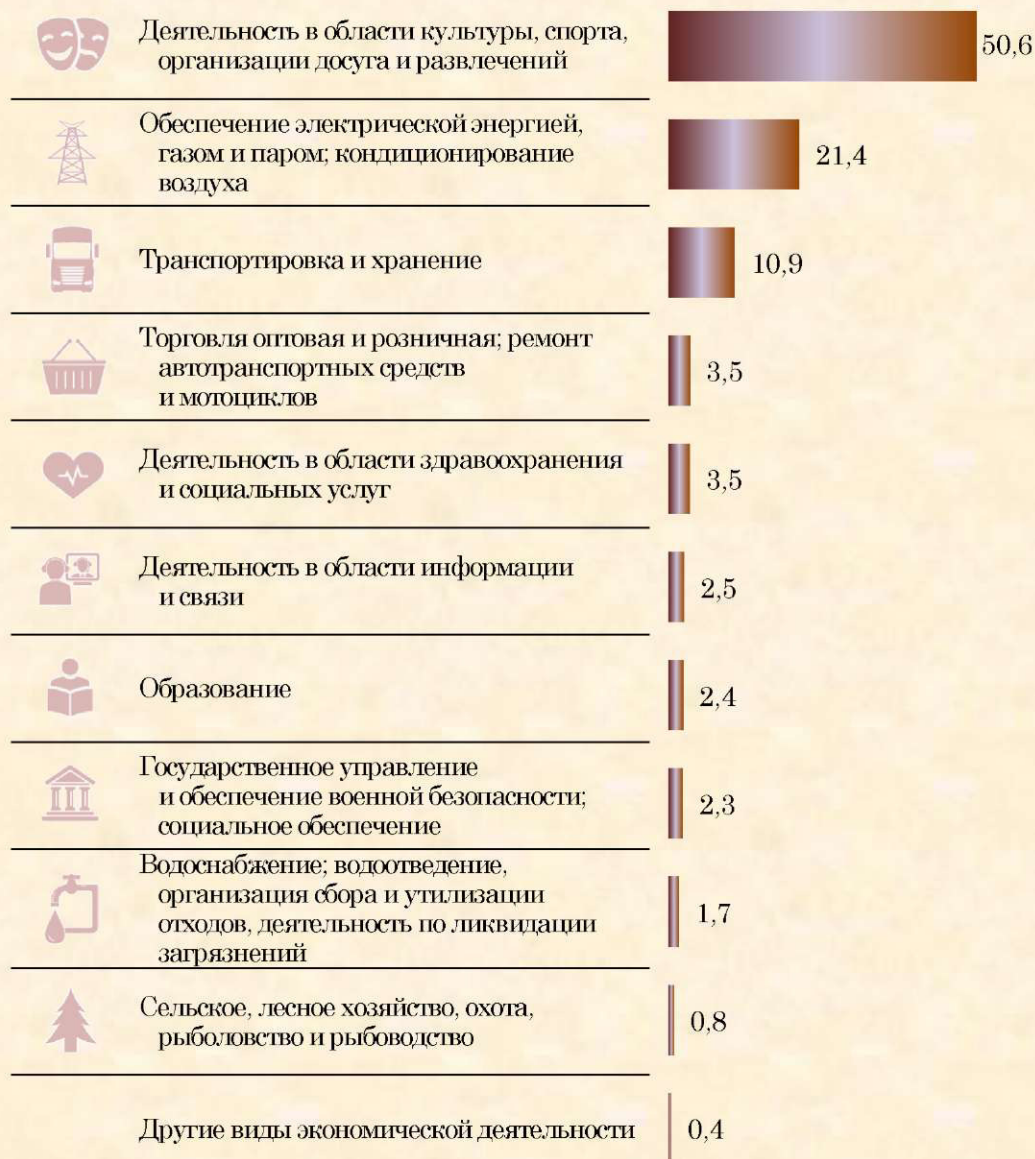 Деятельность в области культуры, спорта,
организации досуга и развлечений
50,6
Обеспечение электрической энергией,
газом и паром; кондиционирование
воздуха
21,4
Транспортировка и хранение
10,9
Торговля оптовая и розничная; ремонт
автотранспортных средств
и мотоциклов
3,5
Деятельность в области здравоохранения
и социальных услуг
3,5
Деятельность в области информации
и связи
2,5
Образование
2,4
Государственное управление
и обеспечение военной безопасности;
социальное обеспечение
2,3
Водоснабжение; водоотведение,
организация сбора и утилизации
отходов, деятельность по ликвидации
загрязнений
1,7
Сельское, лесное хозяйство, охота,
рыболовство и рыбоводство
0,8
Другие виды экономической деятельности
0,4